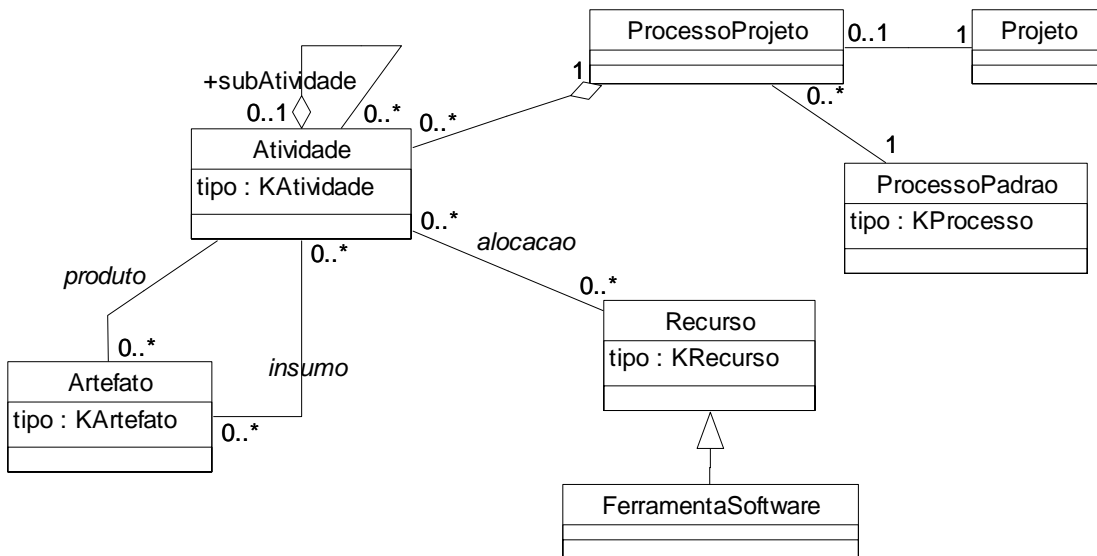 ProcessoProjeto
0..1
1
Projeto
+subAtividade
0..1
0..*
1
0..*
0..*
1
Atividade
tipo : KAtividade
ProcessoPadrao
tipo : KProcesso
0..*
0..*
alocacao
produto
0..*
Recurso
tipo : KRecurso
0..*
insumo
Artefato
tipo : KArtefato
0..*
FerramentaSoftware